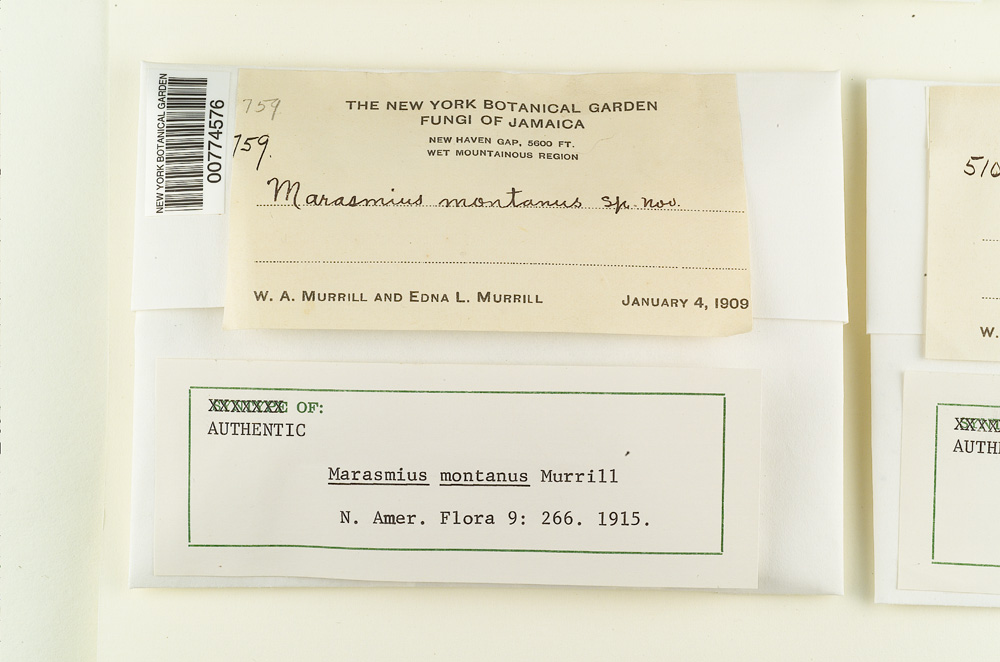 NEW YORK BOTANICAL GARDEN
00774576
759
759.
THE NEW YORK BOTANICAL GARDEN
FUNGI OF JAMAICA
NEW HAVEN GAP, 5600 FT.
WET MOUNTAINOUS REGION
Marasmius montanus sp. nov.
W. A. MURRILL AND EDNA L. MURRILL
JANUARY 4, 1909
OF:
AUTHENTIC
Marasmius montanus Murrill
N. Amer. Flora 9: 266. 1915.
510
W.
AUTH